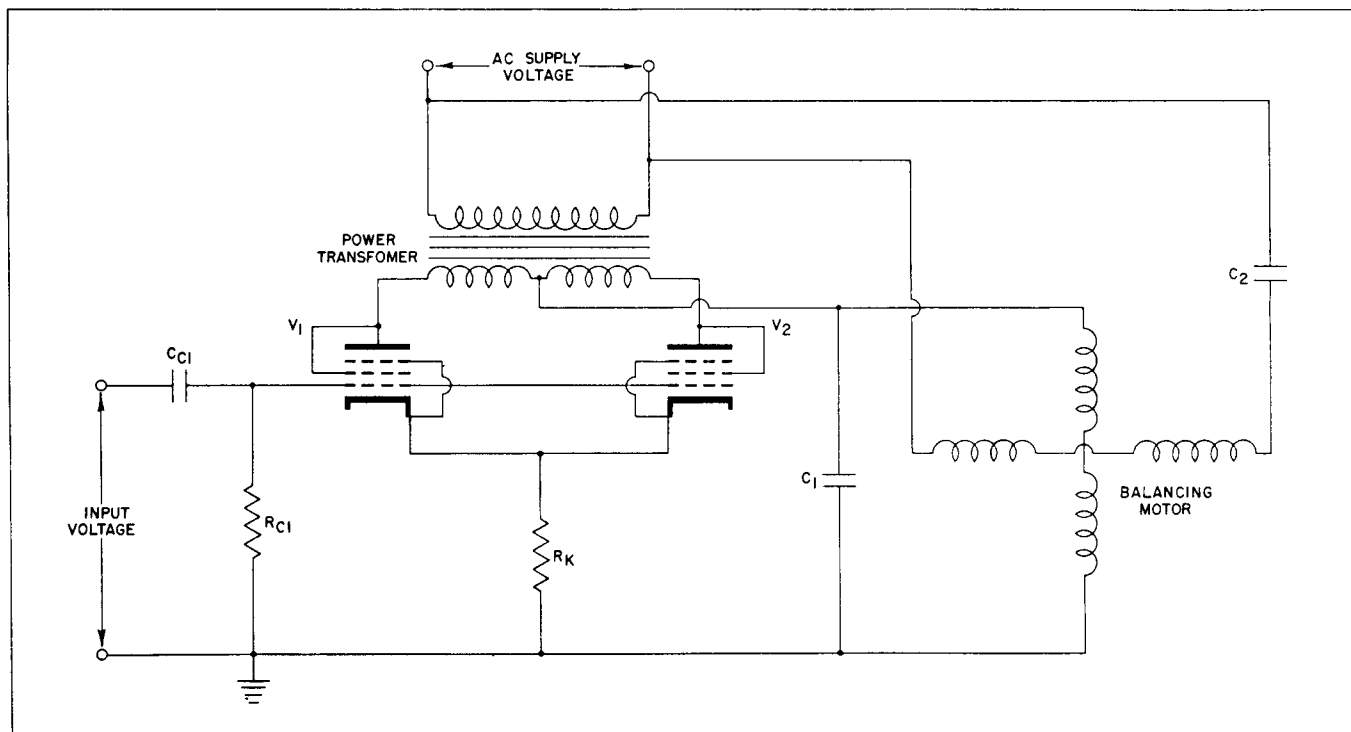 AC SUPPLY
VOLTAGE
POWER
TRANSFOMER
C2
V1
V2
CC1
C1
BALANCING
MOTOR
INPUT
VOLTAGE
RC1
RK